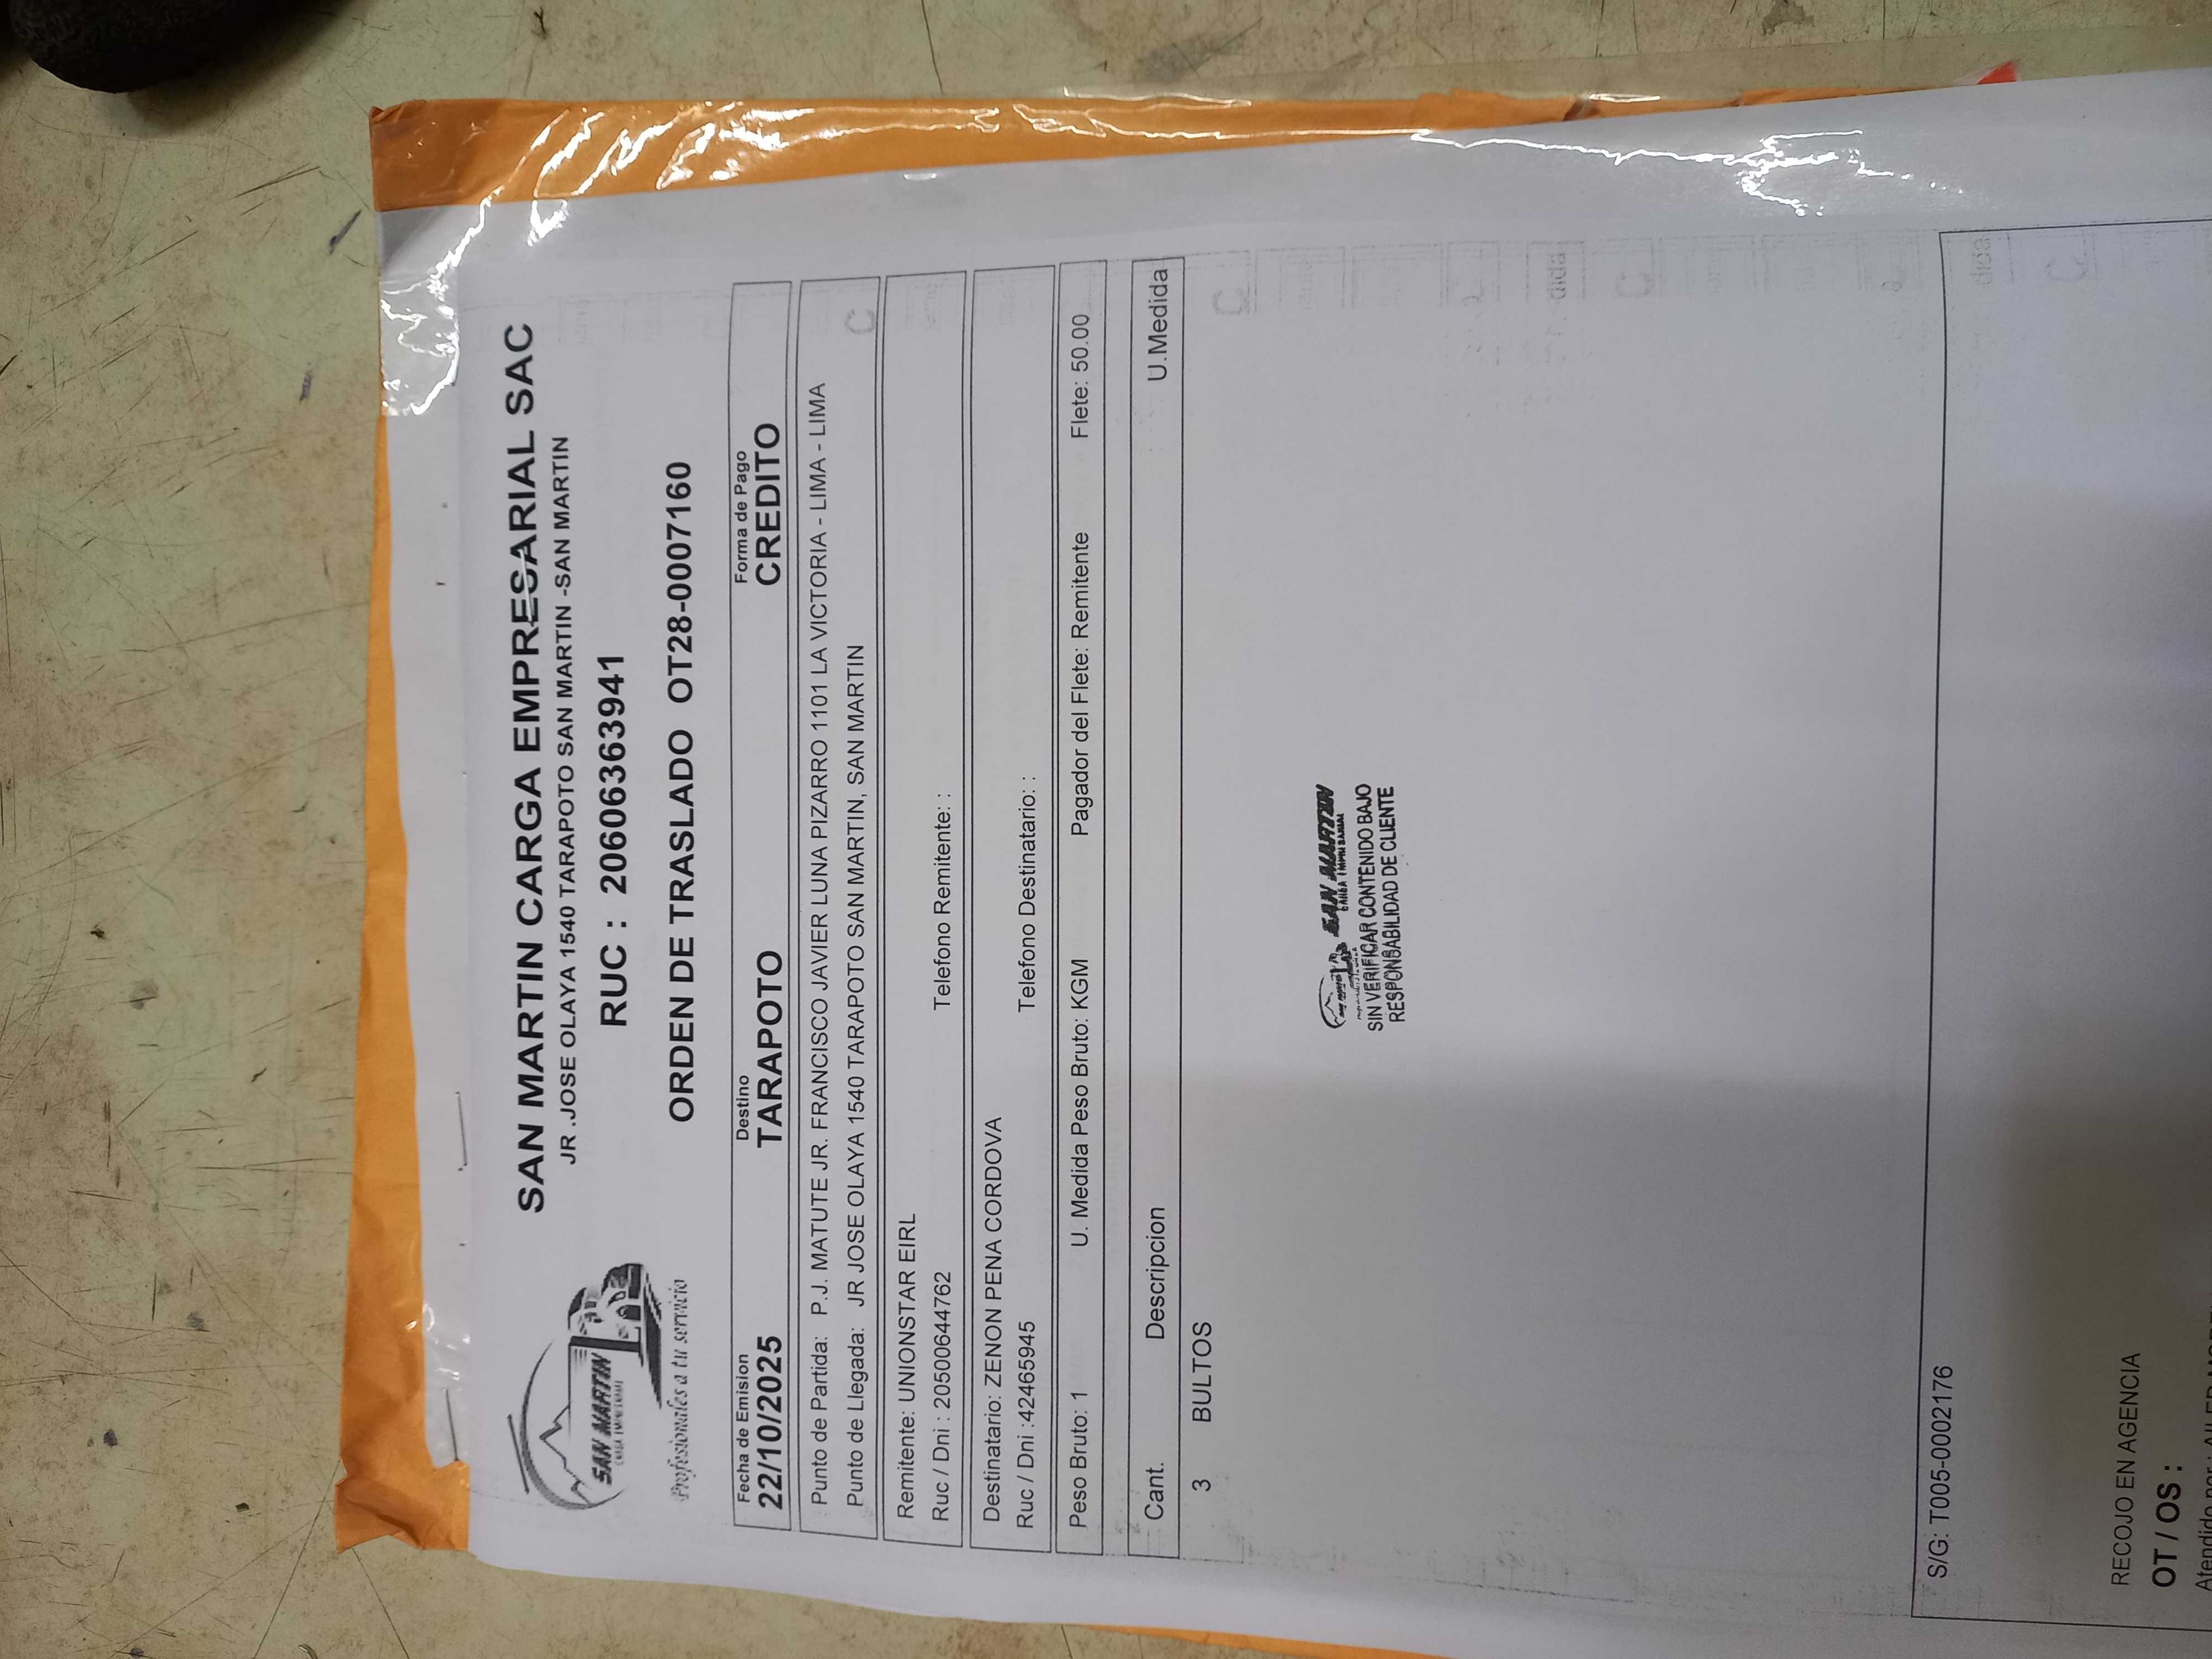 SAN MARTIN
CARGA EMPRESARIAL
Profesionales a tu servicio
SAN MARTIN CARGA EMPRESARIAL SAC
JR .JOSE OLAYA 1540 TARAPOTO SAN MARTIN -SAN MARTIN
RUC : 20606363941
ORDEN DE TRASLADO OT28-0007160
Fecha de Emision Destino Forma de Pago
22/10/2025 TARAPOTO CREDITO
Punto de Partida: P.J. MATUTE JR. FRANCISCO JAVIER LUNA PIZARRO 1101 LA VICTORIA - LIMA - LIMA
Punto de Llegada: JR JOSE OLAYA 1540 TARAPOTO SAN MARTIN, SAN MARTIN
Remitente: UNIONSTAR EIRL
Ruc / Dni : 20500644762 Telefono Remitente: :
Destinatario: ZENON PENA CORDOVA
Ruc / Dni :42465945 Telefono Destinatario: :
Peso Bruto: 1 U. Medida Peso Bruto: KGM Pagador del Flete: Remitente Flete: 50.00
Cant. Descripcion U.Medida
3 BULTOS
SAN MARTIN
CARGA EMPRESARIAL
SIN VERIFICAR CONTENIDO BAJO
RESPONSABILIDAD DE CLIENTE
S/G: T005-0002176
RECOJO EN AGENCIA
OT / OS :
Atendido por :